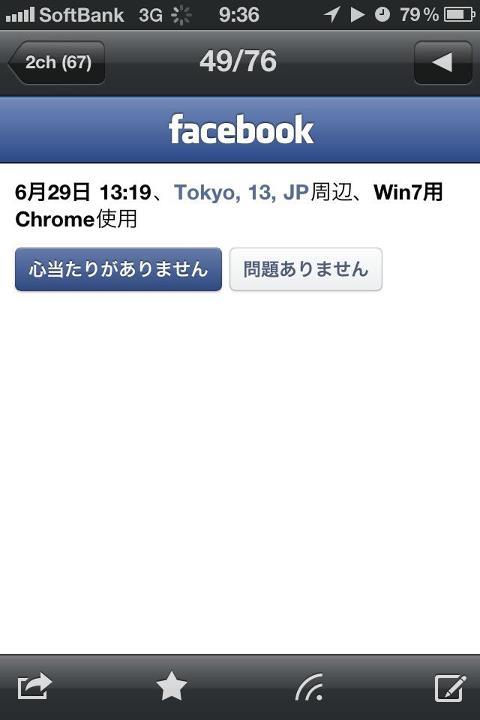 SoftBank 3G 9:36 79%
2ch (67) 49/76
facebook
6月29日 13:19、Tokyo, 13, JP周辺、Win7用
Chrome使用
心当たりがありません 問題ありません